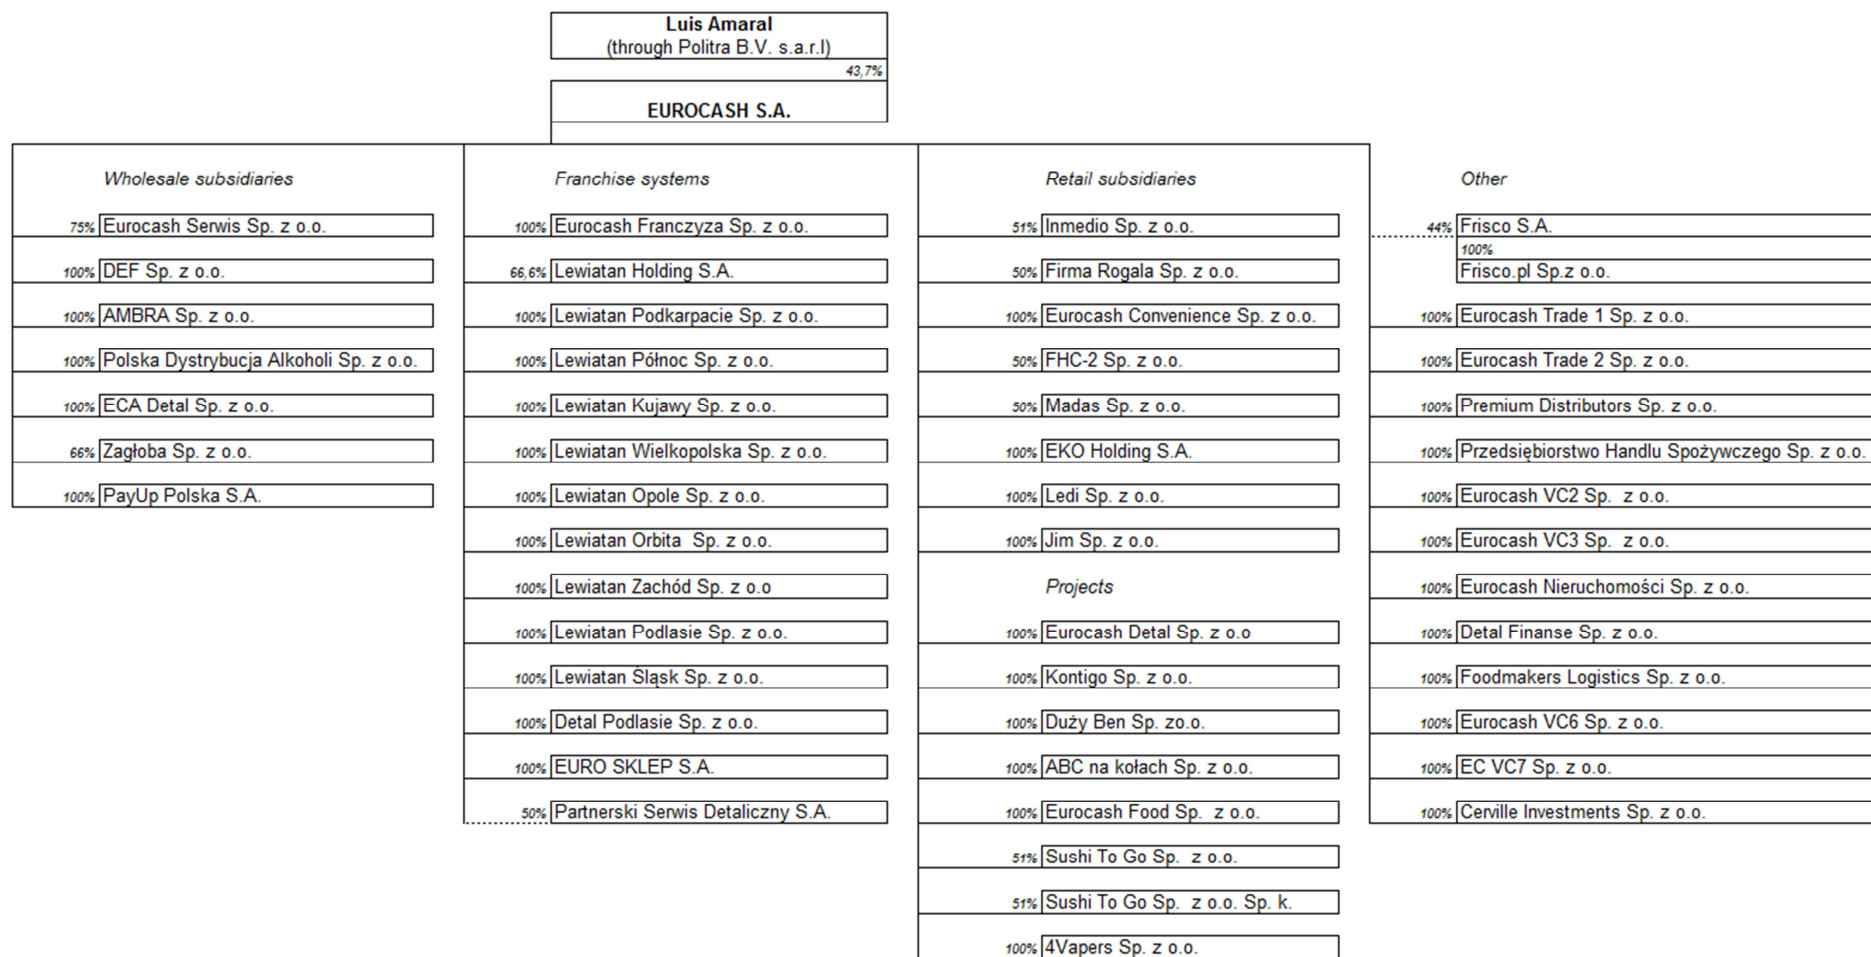 Luis Amaral
(through Politra B.V. s.a.r.l)
43,7%
EUROCASH S.A.
Wholesale subsidiaries
75% Eurocash Serwis Sp. z o.o.
100% DEF Sp. z o.o.
100% AMBRA Sp. z o.o.
100% Polska Dystrybucja Alkoholi Sp. z o.o.
100% ECA Detal Sp. z o.o.
66% Zagłoba Sp. z o.o.
100% PayUp Polska S.A.
Franchise systems
100% Eurocash Franczyza Sp. z o.o.
66,6% Lewiatan Holding S.A.
100% Lewiatan Podkarpacie Sp. z o.o.
100% Lewiatan Północ Sp. z o.o.
100% Lewiatan Kujawy Sp. z o.o.
100% Lewiatan Wielkopolska Sp. z o.o.
100% Lewiatan Opole Sp. z o.o.
100% Lewiatan Orbita Sp. z o.o.
100% Lewiatan Zachód Sp. z o.o
100% Lewiatan Podlasie Sp. z o.o.
100% Lewiatan Śląsk Sp. z o.o.
100% Detal Podlasie Sp. z o.o.
100% EURO SKLEP S.A.
50% Partnerski Serwis Detaliczny S.A.
Retail subsidiaries
51% Inmedio Sp. z o.o.
50% Firma Rogala Sp. z o.o.
100% Eurocash Convenience Sp. z o.o.
50% FHC-2 Sp. z o.o.
50% Madas Sp. z o.o.
100% EKO Holding S.A.
100% Ledi Sp. z o.o.
100% Jim Sp. z o.o.
Projects
100% Eurocash Detal Sp. z o.o
100% Kontigo Sp. z o.o.
100% Duży Ben Sp. zo.o.
100% ABC na kołach Sp. z o.o.
100% Eurocash Food Sp. z o.o.
51% Sushi To Go Sp. z o.o.
51% Sushi To Go Sp. z o.o. Sp. k.
100% 4Vapers Sp. z o.o.
Other
44% Frisco S.A.
100%
Frisco.pl Sp.z o.o.
100% Eurocash Trade 1 Sp. z o.o.
100% Eurocash Trade 2 Sp. z o.o.
100% Premium Distributors Sp. z o.o.
100% Przedsiębiorstwo Handlu Spożywczego Sp. z o.o.
100% Eurocash VC2 Sp. z o.o.
100% Eurocash VC3 Sp. z o.o.
100% Eurocash Nieruchomości Sp. z o.o.
100% Detal Finanse Sp. z o.o.
100% Foodmakers Logistics Sp. z o.o.
100% Eurocash VC6 Sp. z o.o.
100% EC VC7 Sp. z o.o.
100% Cerville Investments Sp. z o.o.